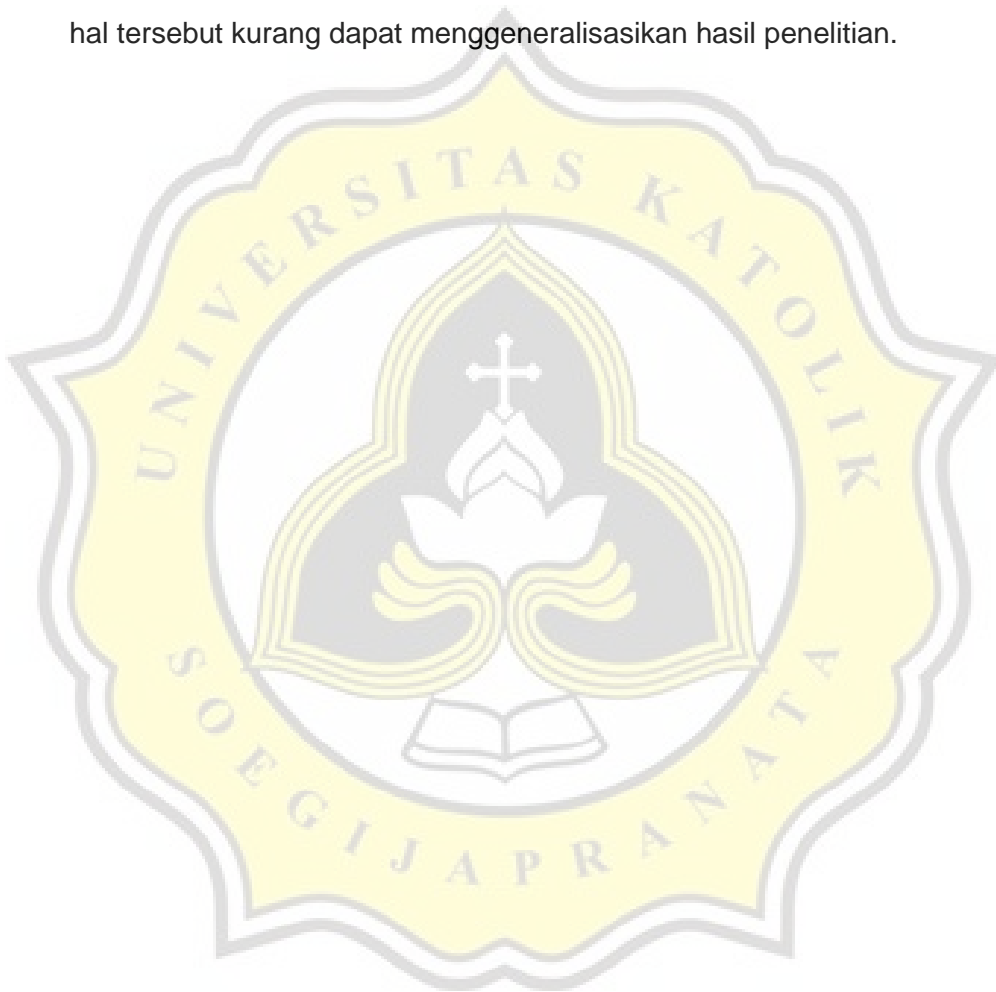 hal tersebut kurang dapat menggeneralisasikan hasil penelitian.
UNIVERSITAS KATOLIK
SOEGIJAPRANATA